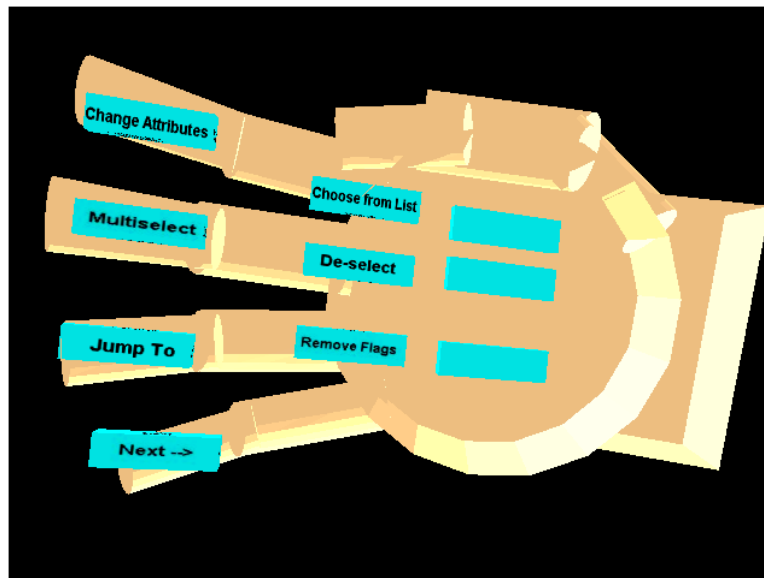 Change Attributes
Choose from List
Multiselect
De-select
Jump To
Remove Flags
Next -->